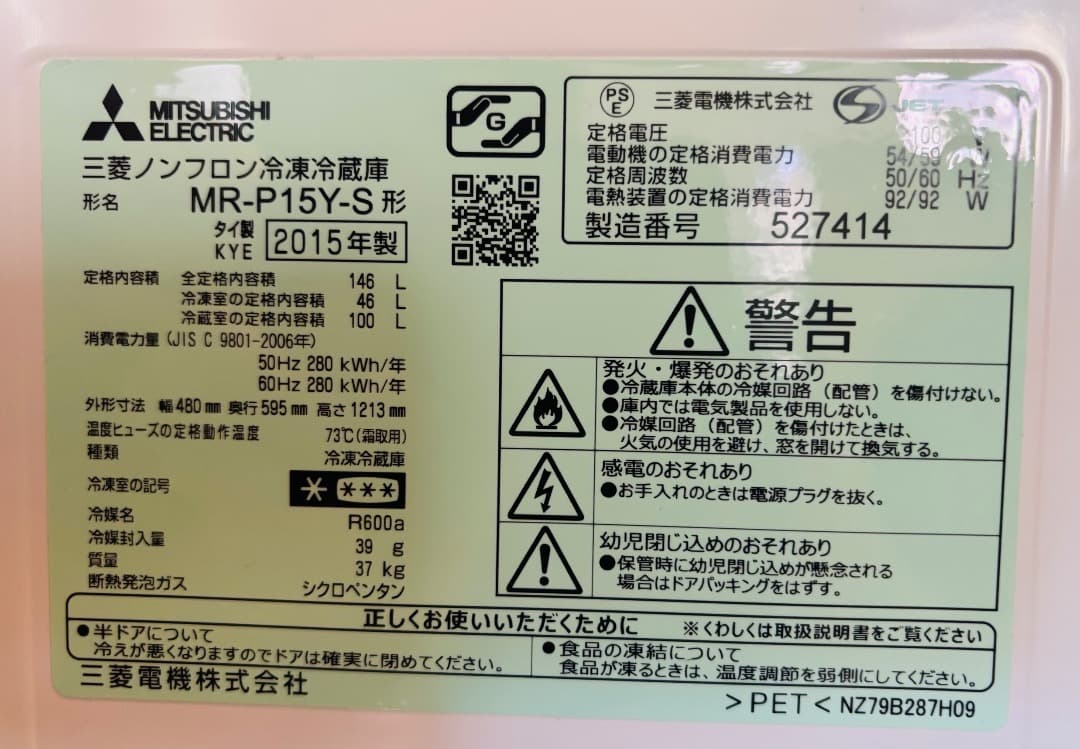 MITSUBISHI
ELECTRIC
三菱ノンフロン冷凍冷蔵庫
形名 MR-P15Y-S 形
タイ製
KYE 2015年製
定格内容積 全定格内容積 146 L
冷凍室の定格内容積 46 L
冷蔵室の定格内容積 100 L
消費電力量 (JIS C 9801-2006年)
50Hz 280 kWh/年
60Hz 280 kWh/年
外形寸法 幅 480 mm 奥行 595 mm 高さ 1213 mm
温度ヒューズの定格動作温度 73℃(霜取用)
種類 冷凍冷蔵庫
冷凍室の記号
冷媒名 R600a
冷媒封入量 39 g
質量 37 kg
断熱発泡ガス シクロペンタン
G
PS
E 三菱電機株式会社 JET
定格電圧 100
電動機の定格消費電力 54/59
定格周波数 50/60 Hz
電熱装置の定格消費電力 92/92 W
製造番号 527414
警告
発火・爆発のおそれあり
●冷蔵庫本体の冷媒回路(配管)を傷付けない。
●庫内では電気製品を使用しない。
●冷媒回路(配管)を傷付けたときは、
火気の使用を避け、窓を開けて換気する。
感電のおそれあり
●お手入れのときは電源プラグを抜く。
幼児閉じ込めのおそれあり
●保管時に幼児閉じ込めが懸念される
場合はドアパッキングをはずす。
正しくお使いいただくために ※くわしくは取扱説明書をご覧ください
●半ドアについて
冷えが悪くなりますのでドアは確実に閉めてください。
●食品の凍結について
食品が凍るときは、温度調節を弱側にしてください。
三菱電機株式会社
>PET< NZ79B287H09